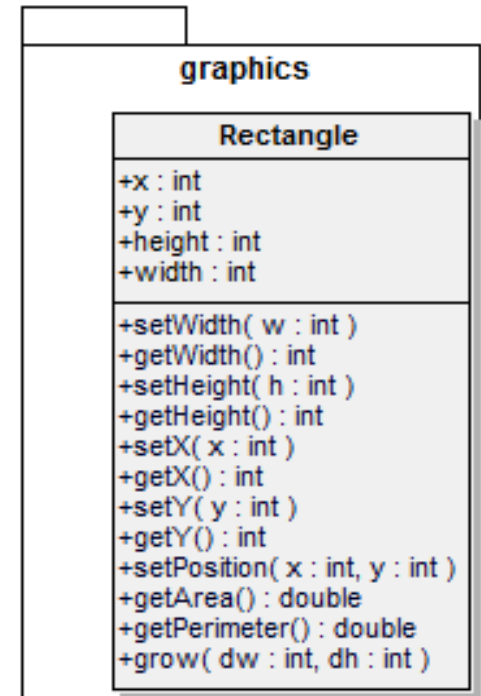 graphics
Rectangle
+x : int
+y : int
+height : int
+width : int
+setWidth( w : int )
+getWidth() : int
+setHeight( h : int )
+getHeight() : int
+setX( x : int )
+getX() : int
+setY( y : int )
+getY() : int
+setPosition( x : int, y : int )
+getArea() : double
+getPerimeter() : double
+grow( dw : int, dh : int )